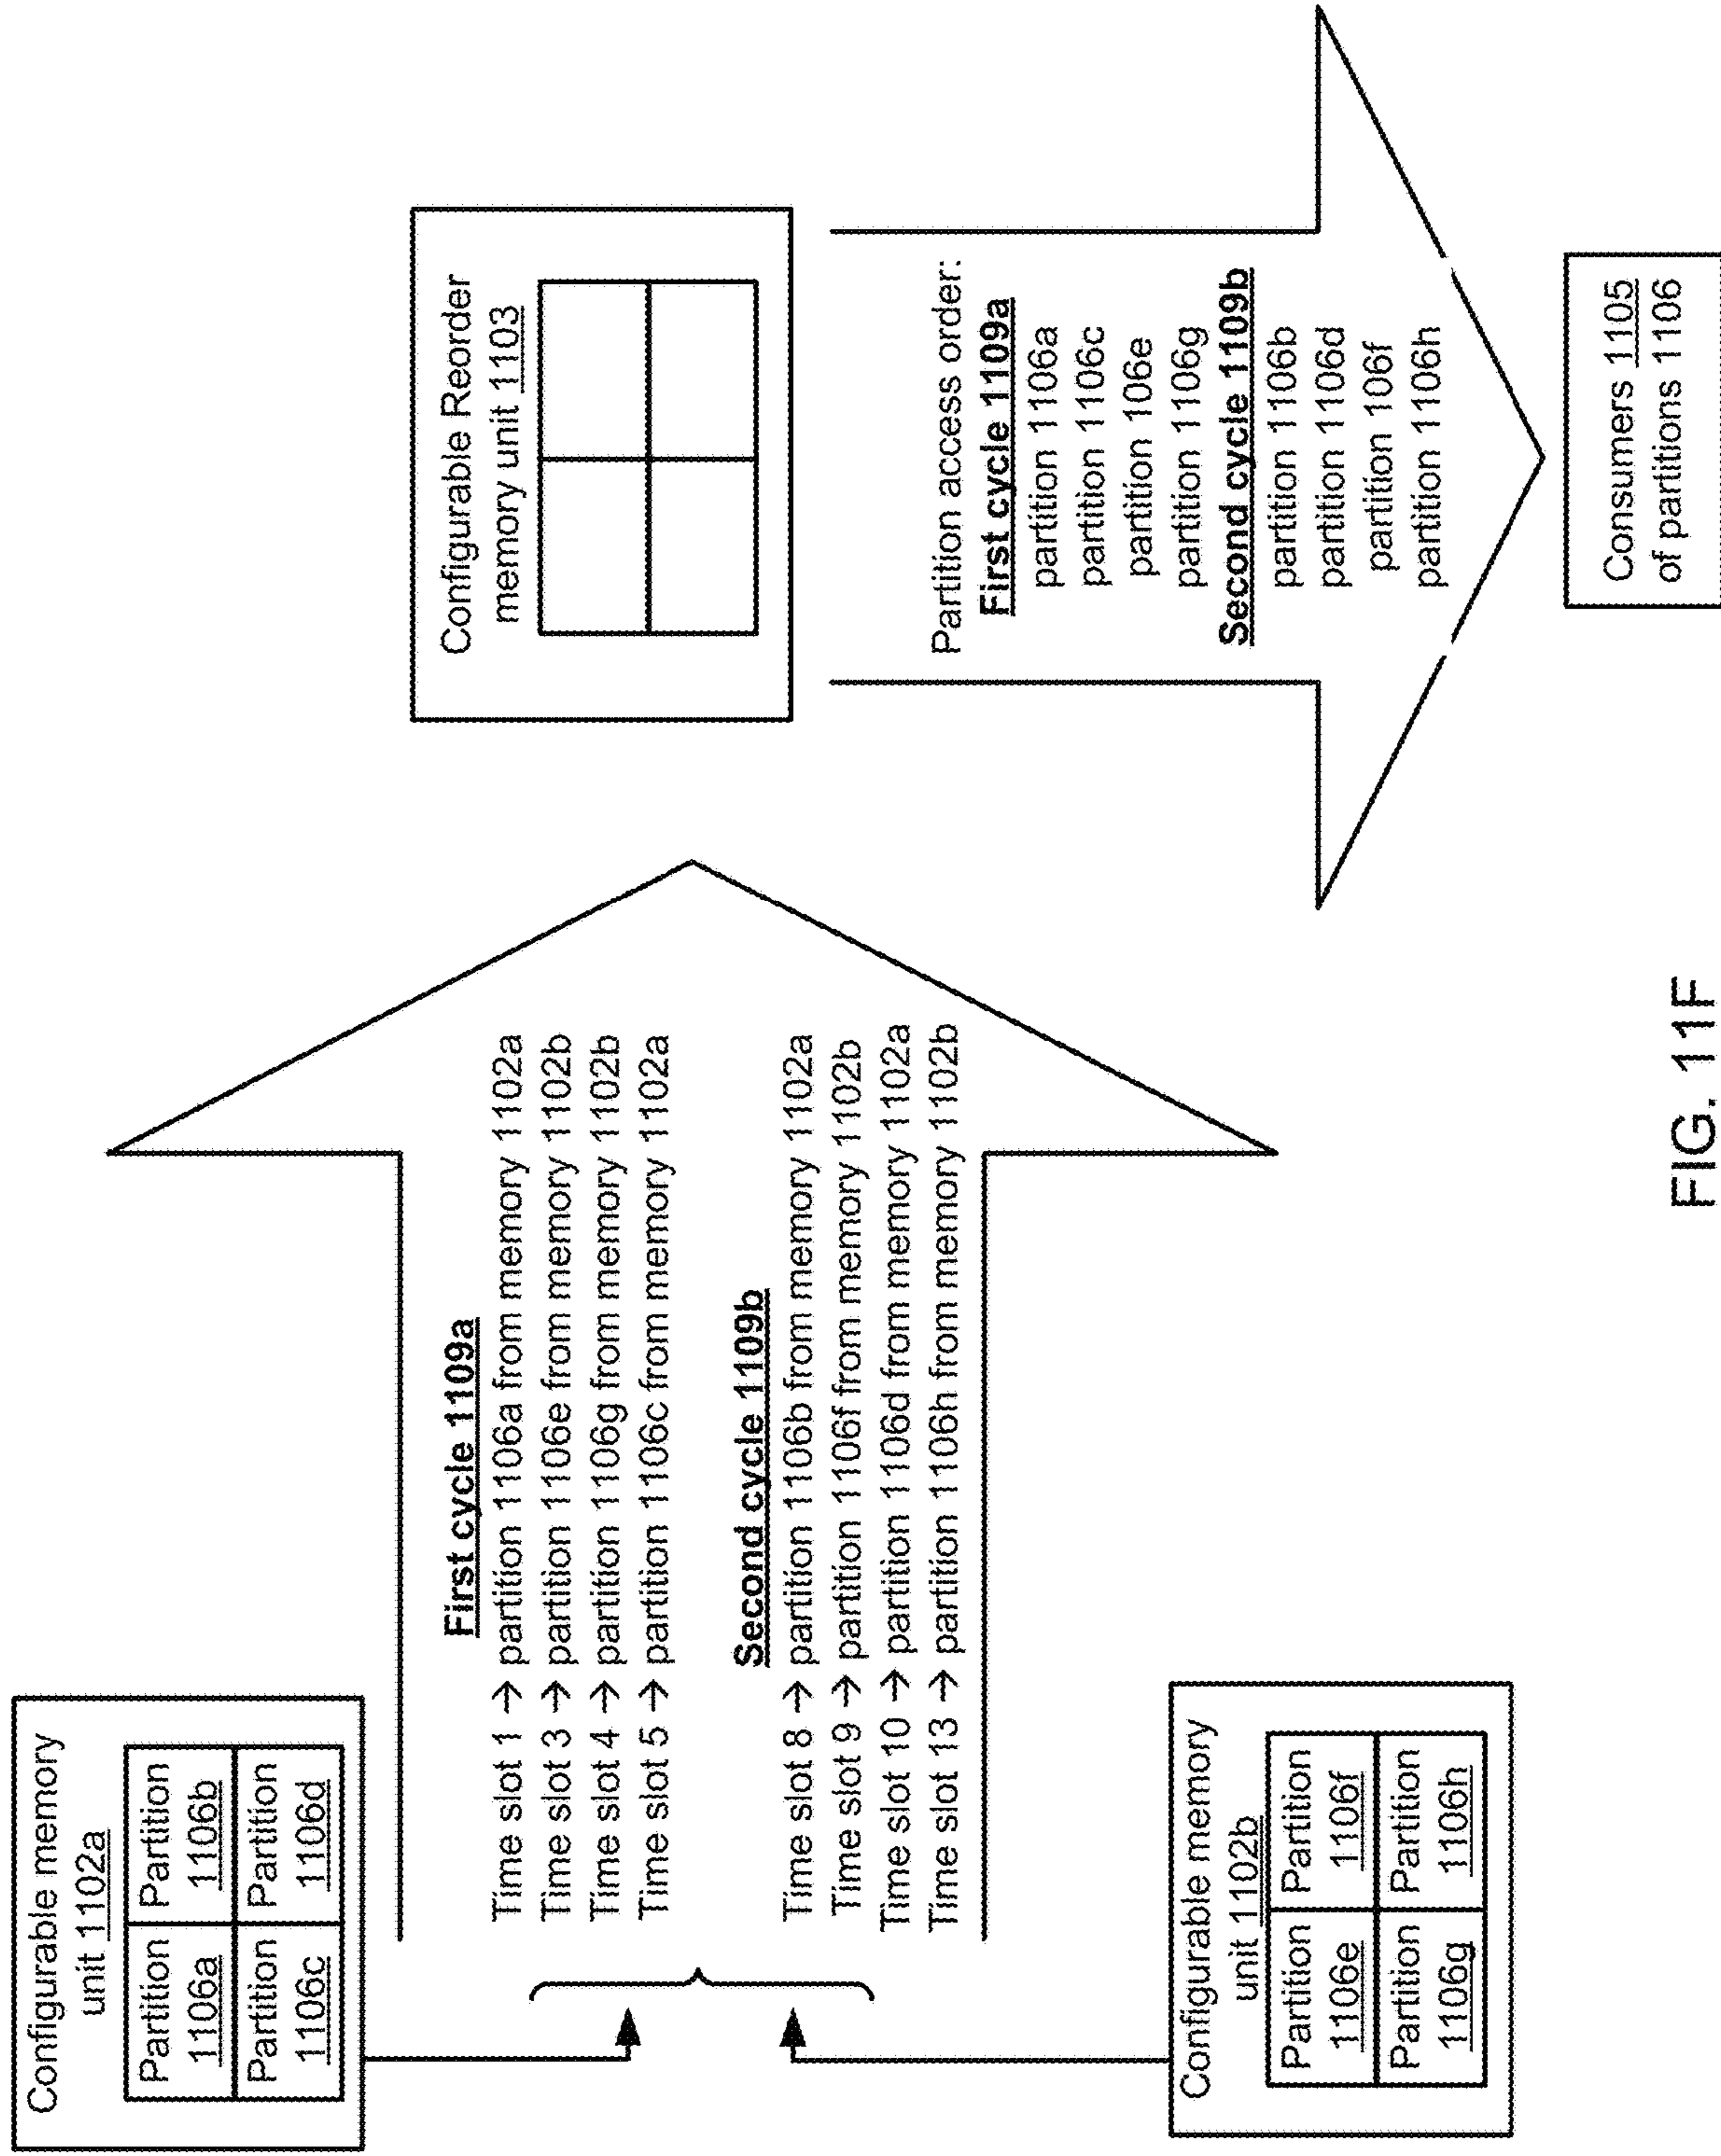 Configurable memory
unit 1102a
Partition 1106a
Partition 1106b
Partition 1106c
Partition 1106d
First cycle 1109a
Time slot 1 → partition 1106a from memory 1102a
Time slot 3 → partition 1106e from memory 1102b
Time slot 4 → partition 1106g from memory 1102b
Time slot 5 → partition 1106c from memory 1102a
Second cycle 1109b
Time slot 8 → partition 1106b from memory 1102a
Time slot 9 → partition 1106f from memory 1102b
Time slot 10 → partition 1106d from memory 1102a
Time slot 13 → partition 1106h from memory 1102b
Configurable memory
unit 1102b
Partition 1106e
Partition 1106f
Partition 1106g
Partition 1106h
Configurable Reorder
memory unit 1103
Partition access order:
First cycle 1109a
partition 1106a
partition 1106c
partition 106e
partition 1106g
Second cycle 1109b
partition 1106b
partition 1106d
partition 106f
partition 1106h
Consumers 1105
of partitions 1106
FIG. 11F